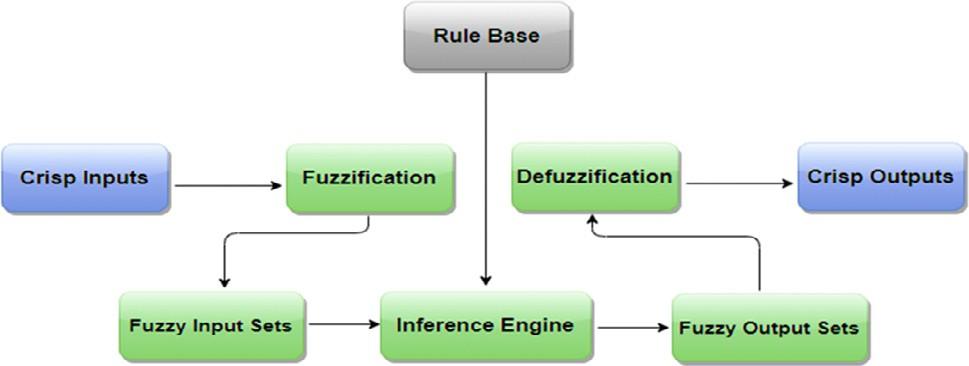 Rule Base
Crisp Inputs
Fuzzification
Defuzzification
Crisp Outputs
Fuzzy Input Sets
Inference Engine
Fuzzy Output Sets